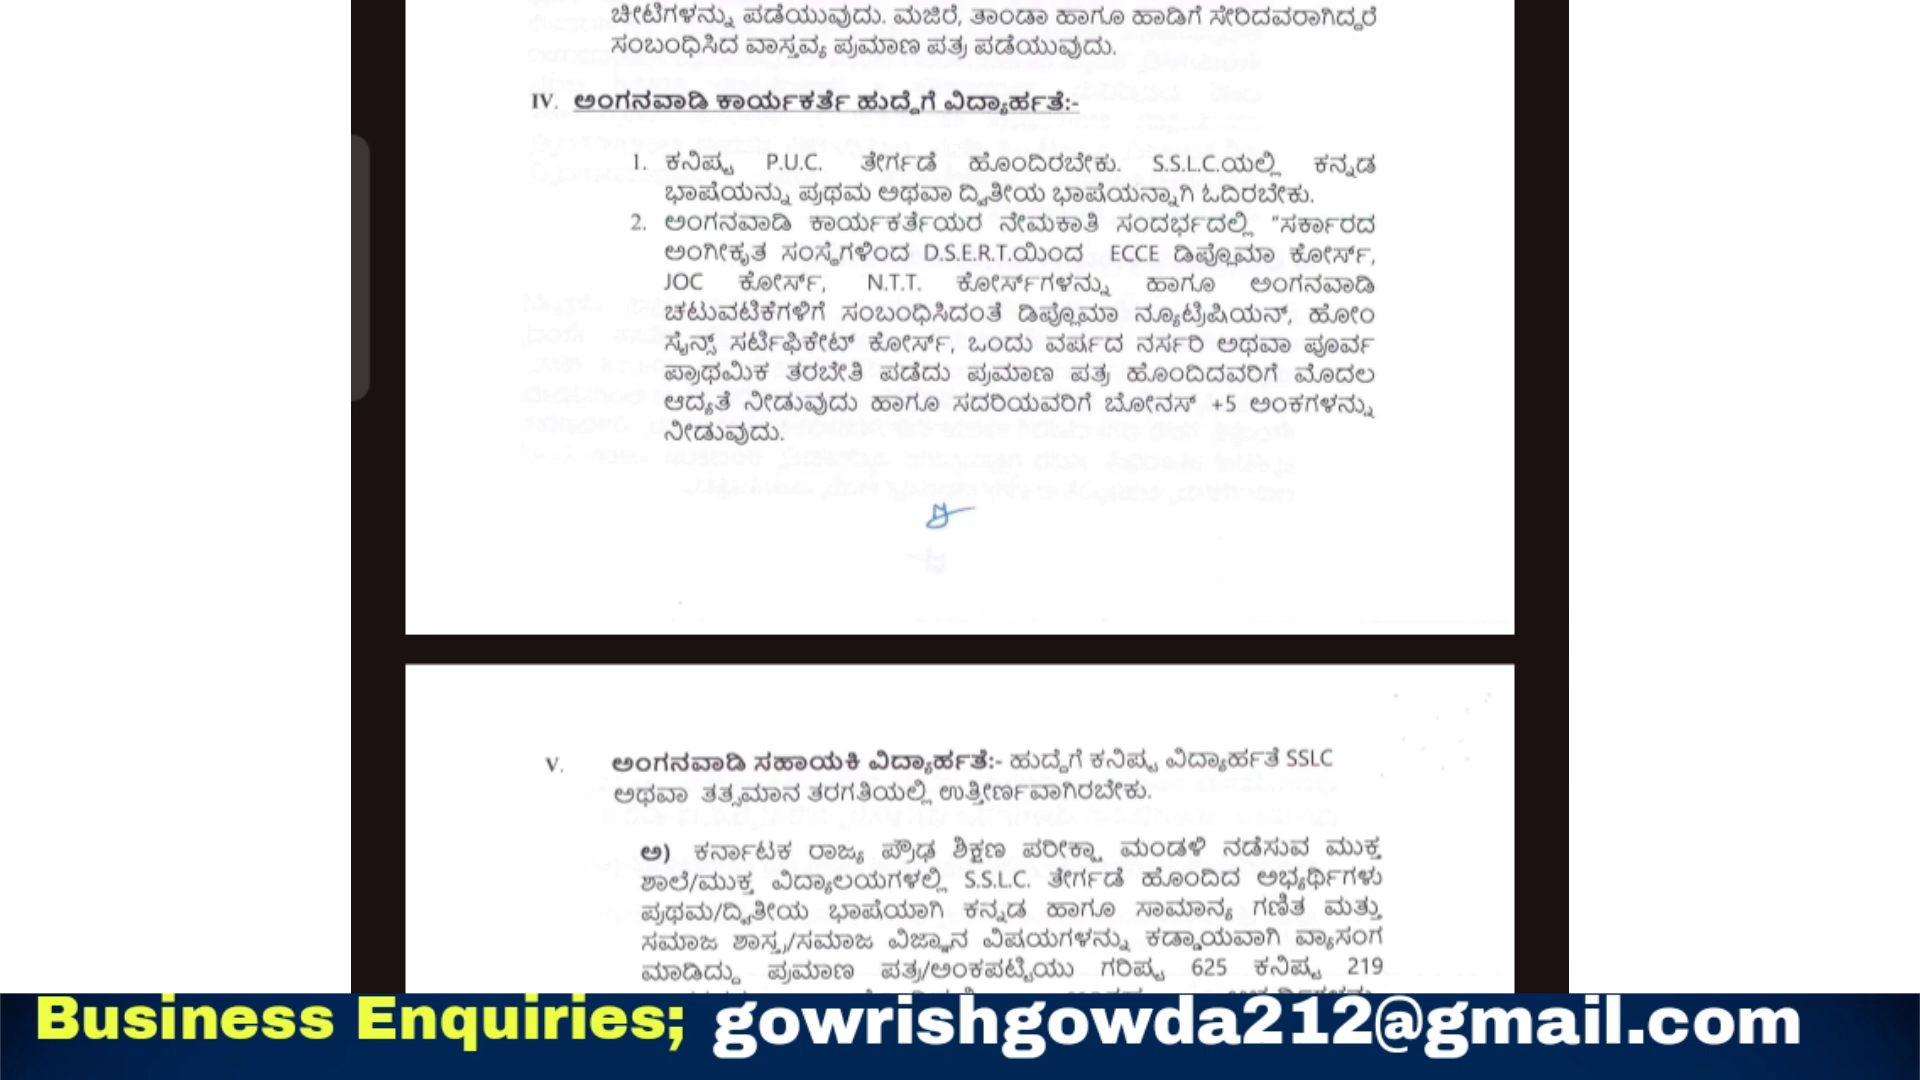 ಚೀಟಿಗಳನ್ನು ಪಡೆಯುವುದು. ಮಜಿರೆ, ತಾಂಡಾ ಹಾಗೂ ಹಾಡಿಗೆ ಸೇರಿದವರಾಗಿದ್ದರೆ
ಸಂಬಂಧಿಸಿದ ವಾಸ್ತವ್ಯ ಪ್ರಮಾಣ ಪತ್ರ ಪಡೆಯುವುದು.
IV. ಅಂಗನವಾಡಿ ಕಾರ್ಯಕರ್ತೆ ಹುದ್ದೆಗೆ ವಿದ್ಯಾರ್ಹತೆ:-
1. ಕನಿಷ್ಟ P.U.C. ತೇರ್ಗಡೆ ಹೊಂದಿರಬೇಕು. S.S.L.C.ಯಲ್ಲಿ ಕನ್ನಡ
ಭಾಷೆಯನ್ನು ಪ್ರಥಮ ಅಥವಾ ದ್ವಿತೀಯ ಭಾಷೆಯನ್ನಾಗಿ ಓದಿರಬೇಕು.
2. ಅಂಗನವಾಡಿ ಕಾರ್ಯಕರ್ತೆಯರ ನೇಮಕಾತಿ ಸಂದರ್ಭದಲ್ಲಿ "ಸರ್ಕಾರದ
ಅಂಗೀಕೃತ ಸಂಸ್ಥೆಗಳಿಂದ D.S.E.R.T.ಯಿಂದ ECCE ಡಿಪ್ಲೊಮಾ ಕೋರ್ಸ್,
JOC ಕೋರ್ಸ್, N.T.T. ಕೋರ್ಸ್‌ಗಳನ್ನು ಹಾಗೂ ಅಂಗನವಾಡಿ
ಚಟುವಟಿಕೆಗಳಿಗೆ ಸಂಬಂಧಿಸಿದಂತೆ ಡಿಪ್ಲೊಮಾ ನ್ಯೂಟ್ರಿಷಿಯನ್, ಹೋಂ
ಸೈನ್ಸ್ ಸರ್ಟಿಫಿಕೇಟ್ ಕೋರ್ಸ್, ಒಂದು ವರ್ಷದ ನರ್ಸರಿ ಅಥವಾ ಪೂರ್ವ
ಪ್ರಾಥಮಿಕ ತರಬೇತಿ ಪಡೆದು ಪ್ರಮಾಣ ಪತ್ರ ಹೊಂದಿದವರಿಗೆ ಮೊದಲ
ಆದ್ಯತೆ ನೀಡುವುದು ಹಾಗೂ ಸದರಿಯವರಿಗೆ ಬೋನಸ್ +5 ಅಂಕಗಳನ್ನು
ನೀಡುವುದು.
V. ಅಂಗನವಾಡಿ ಸಹಾಯಕಿ ವಿದ್ಯಾರ್ಹತೆ:- ಹುದ್ದೆಗೆ ಕನಿಷ್ಟ ವಿದ್ಯಾರ್ಹತೆ SSLC
ಅಥವಾ ತತ್ಸಮಾನ ತರಗತಿಯಲ್ಲಿ ಉತ್ತೀರ್ಣವಾಗಿರಬೇಕು.
ಅ) ಕರ್ನಾಟಕ ರಾಜ್ಯ ಪ್ರೌಢ ಶಿಕ್ಷಣ ಪರೀಕ್ಷಾ ಮಂಡಳಿ ನಡೆಸುವ ಮುಕ್ತ
ಶಾಲೆ/ಮುಕ್ತ ವಿದ್ಯಾಲಯಗಳಲ್ಲಿ S.S.L.C. ತೇರ್ಗಡೆ ಹೊಂದಿದ ಅಭ್ಯರ್ಥಿಗಳು
ಪ್ರಥಮ/ದ್ವಿತೀಯ ಭಾಷೆಯಾಗಿ ಕನ್ನಡ ಹಾಗೂ ಸಾಮಾನ್ಯ ಗಣಿತ ಮತ್ತು
ಸಮಾಜ ಶಾಸ್ತ್ರ/ಸಮಾಜ ವಿಜ್ಞಾನ ವಿಷಯಗಳನ್ನು ಕಡ್ಡಾಯವಾಗಿ ವ್ಯಾಸಂಗ
ಮಾಡಿದ್ದು ಪ್ರಮಾಣ ಪತ್ರ/ಅಂಕಪಟ್ಟಿಯು ಗರಿಷ್ಟ 625 ಕನಿಷ್ಟ 219
Business Enquiries; gowrishgowda212@gmail.com